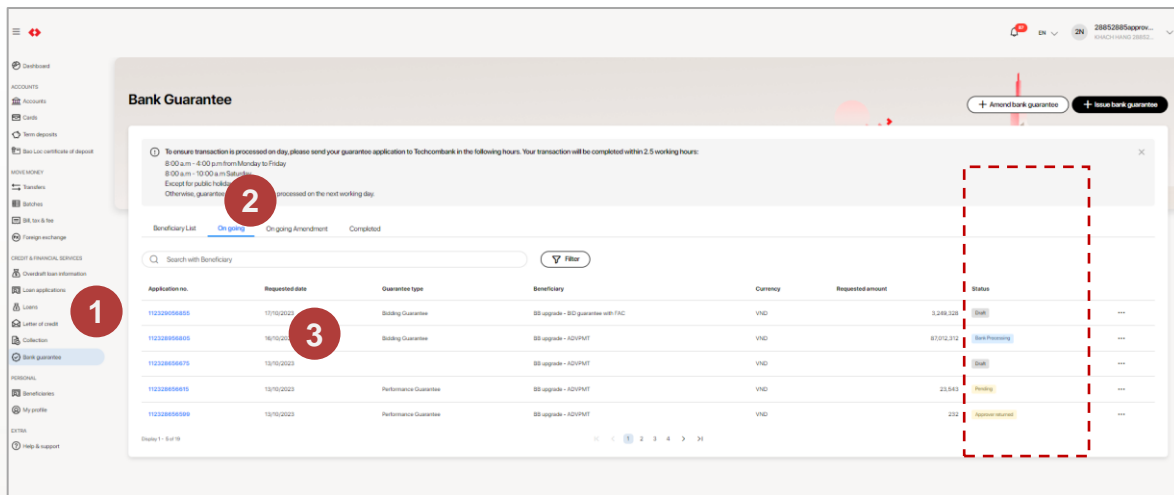 97
EN
2N
28852885approv...
KHACH HANG 28852...
Dashboard
ACCOUNTS
Accounts
Cards
Term deposits
Bao Loc certificate of deposit
MOVE MONEY
Transfers
Batches
Bill, tax & fee
Foreign exchange
CREDIT & FINANCIAL SERVICES
Overdraft loan information
Loan applications
Loans
Letter of credit
Collection
Bank guarantee
PERSONAL
Beneficiaries
My profile
EXTRA
Help & support
1
Bank Guarantee
+ Amend bank guarantee
+ Issue bank guarantee
To ensure transaction is processed on day, please send your guarantee application to Techcombank in the following hours. Your transaction will be completed within 2.5 working hours:
8:00 a.m - 4:00 p.m from Monday to Friday
8:00 a.m - 10:00 a.m Saturday
Except for public holiday
Otherwise, guarantee processed on the next working day.
2
Beneficiary List On going On going Amendment Completed
Search with Beneficiary
Filter
Application no. Requested date Guarantee type Beneficiary Currency Requested amount Status
112329056855 17/10/2023 Bidding Guarantee BB upgrade - BID guarantee with FAC VND 3,249,328 Draft
112328956805 16/10/202 Bidding Guarantee BB upgrade - ADVPMT VND 87,012,312 Bank Processing
3
112328656675 13/10/2023 BB upgrade - ADVPMT VND Draft
112328656615 13/10/2023 Performance Guarantee BB upgrade - ADVPMT VND 23,543 Pending
112328656599 13/10/2023 Performance Guarantee BB upgrade - ADVPMT VND 232 Approver returned
Display 1 - 5 of 19
1 2 3 4